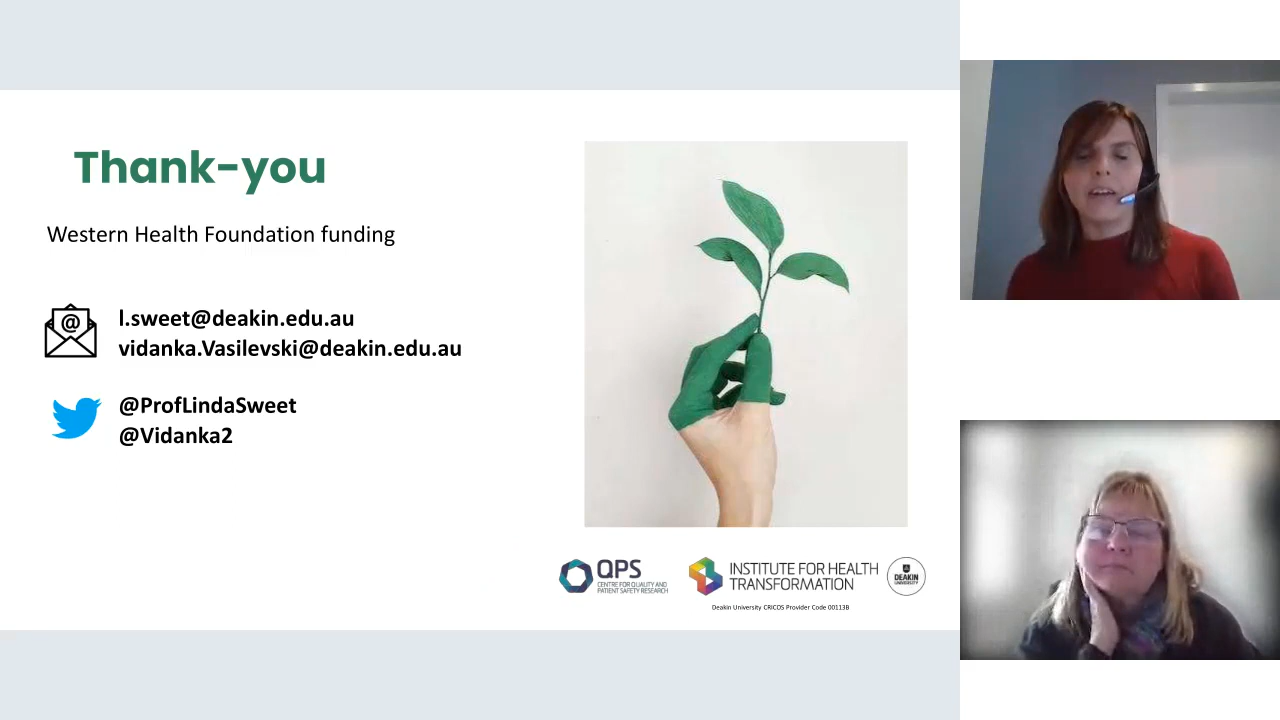 Thank-you
Western Health Foundation funding
@
l.sweet@deakin.edu.au
vidanka.Vasilevski@deakin.edu.au
@ProfLindaSweet
@Vidanka2
QPS
CENTRE FOR QUALITY AND
PATIENT SAFETY RESEARCH
INSTITUTE FOR HEALTH
TRANSFORMATION
DEAKIN
UNIVERSITY
Deakin University CRICOS Provider Code 00113B